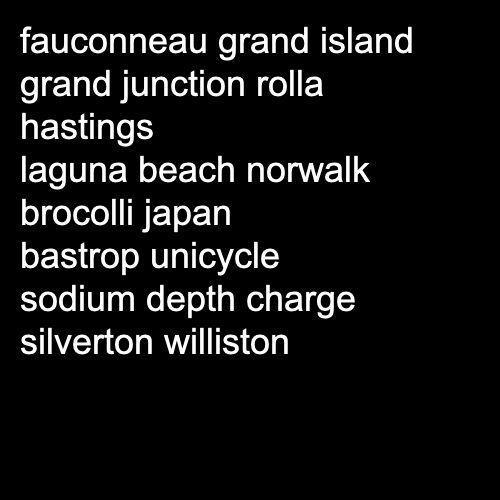 fauconneau grand island
grand junction rolla
hastings
laguna beach norwalk
brocolli japan
bastrop unicycle
sodium depth charge
silverton williston